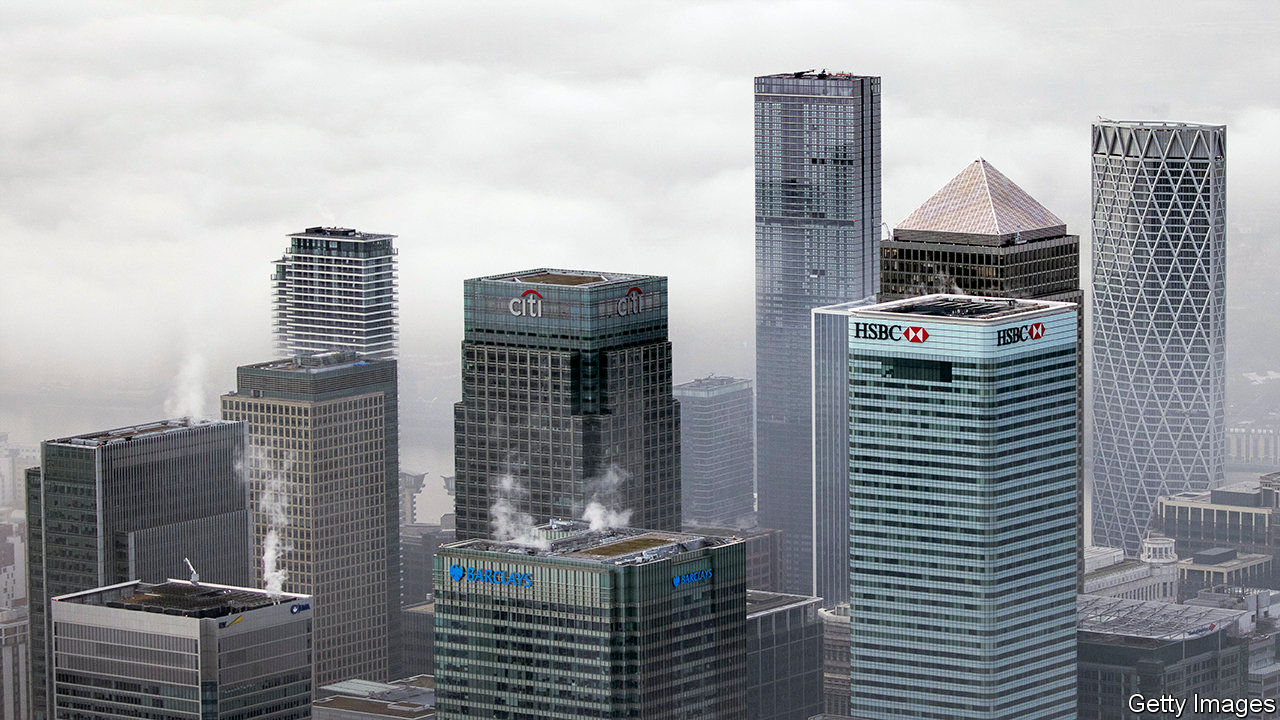 citi
citi
HSBC
HSBC
BARCLAYS
BARCLAYS
Getty Images